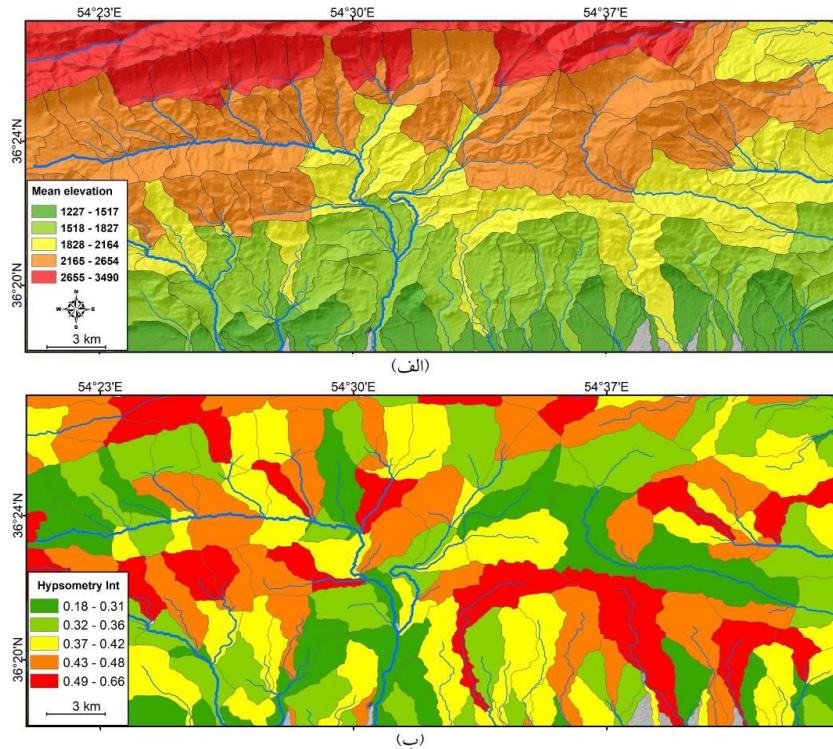 54°23'E 54°30'E 54°37'E
36°24'N
36°20'N
Mean elevation
1227 - 1517
1518 - 1827
1828 - 2164
2165 - 2654
2655 - 3490
N
W E
S
3 km
(الف)
54°23'E 54°30'E 54°37'E
36°24'N
36°20'N
Hypsometry Int
0.18 - 0.31
0.32 - 0.36
0.37 - 0.42
0.43 - 0.48
0.49 - 0.66
3 km
(ب)